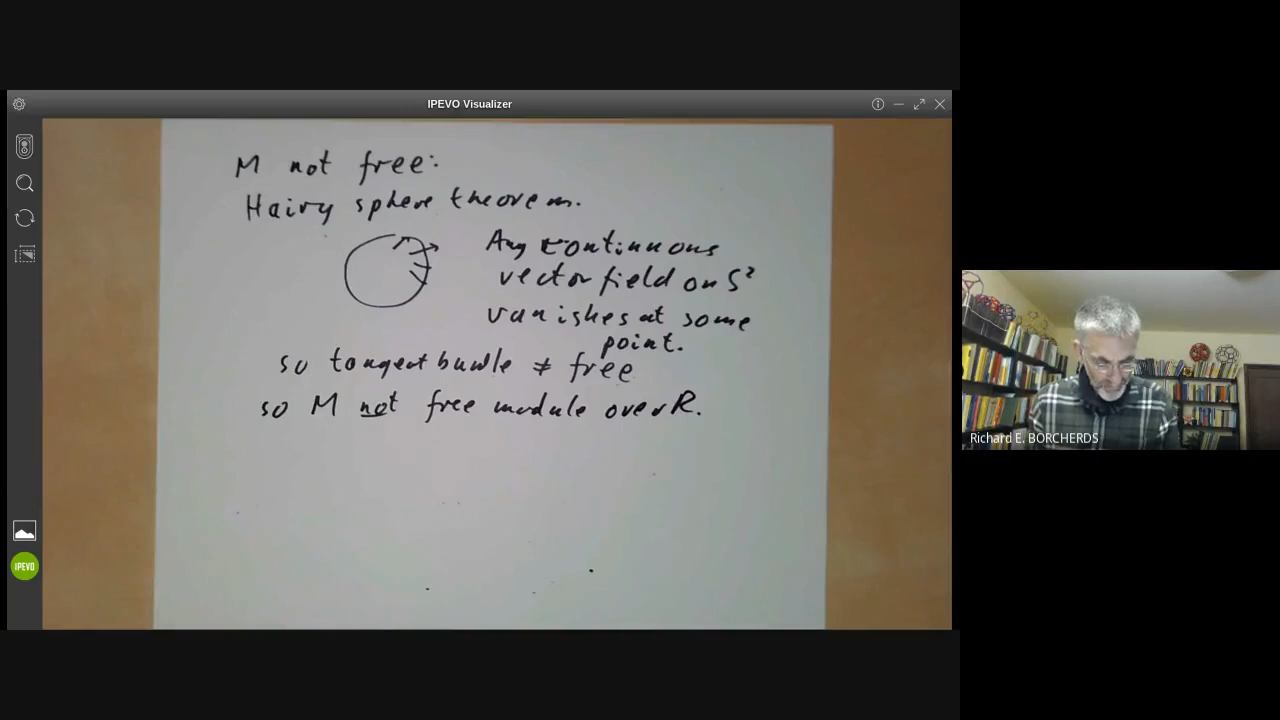 IPEVO Visualizer
M not free:
Hairy sphere theorem.
Any continuous
vector field on S²
vanishes at some
point.
so tangent bundle ≠ free
so M not free module over R.
Richard E. BORCHERDS
IPEVO